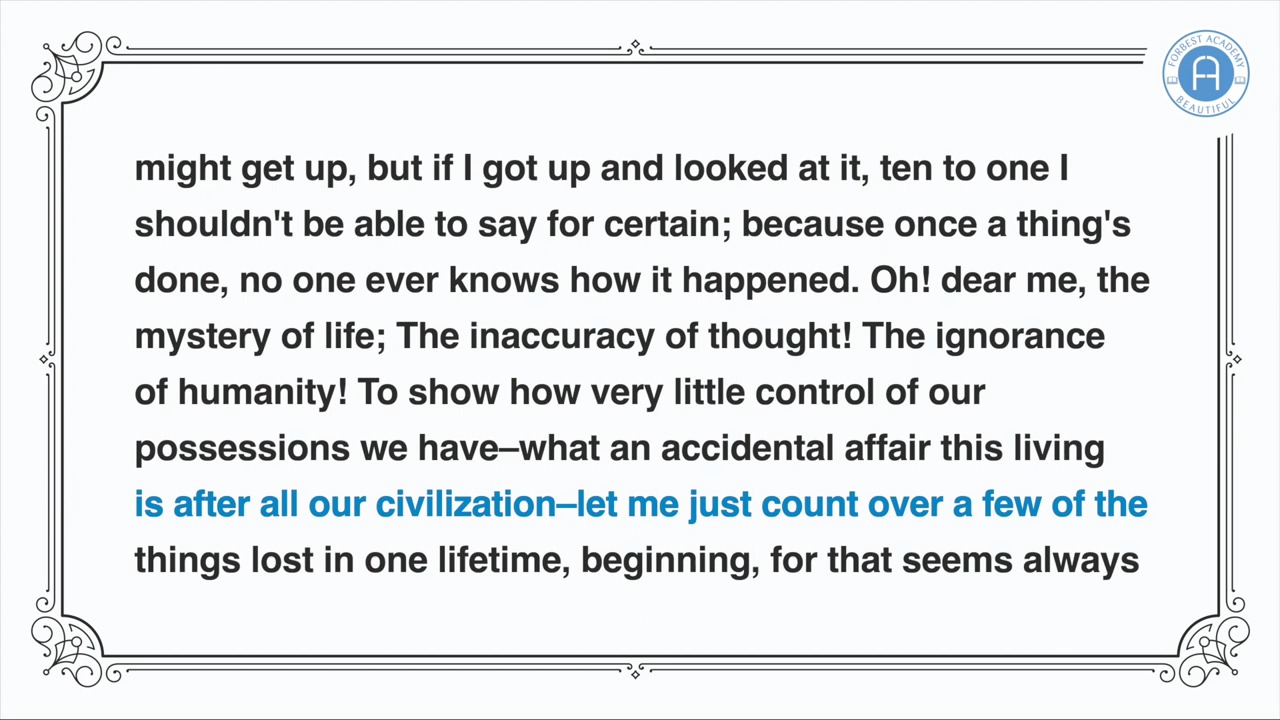 FORBEST ACADEMY
A
BEAUTIFUL
might get up, but if I got up and looked at it, ten to one I
shouldn't be able to say for certain; because once a thing's
done, no one ever knows how it happened. Oh! dear me, the
mystery of life; The inaccuracy of thought! The ignorance
of humanity! To show how very little control of our
possessions we have–what an accidental affair this living
is after all our civilization–let me just count over a few of the
things lost in one lifetime, beginning, for that seems always